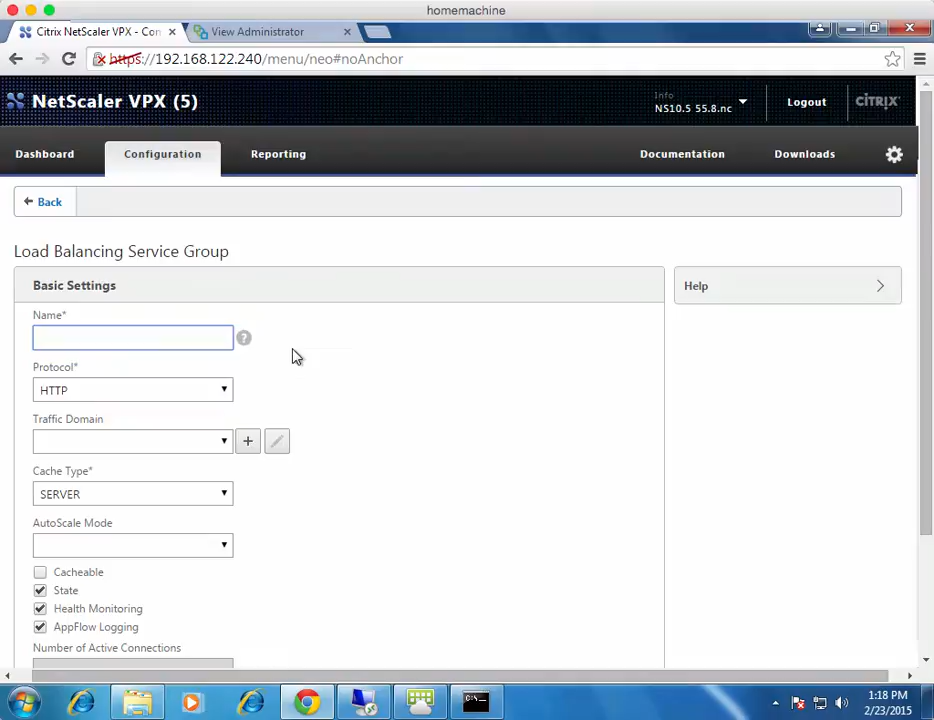 homemachine
Citrix NetScaler VPX - Con
View Administrator
https://192.168.122.240/menu/neo#noAnchor
NetScaler VPX (5)
Info
NS10.5 55.8.nc
Logout
CITRIX
Dashboard
Configuration
Reporting
Documentation
Downloads
Back
Load Balancing Service Group
Basic Settings
Help
Name*
?
Protocol*
HTTP
Traffic Domain
+
Cache Type*
SERVER
AutoScale Mode
Cacheable
State
Health Monitoring
AppFlow Logging
Number of Active Connections
C:\.
1:18 PM
2/23/2015